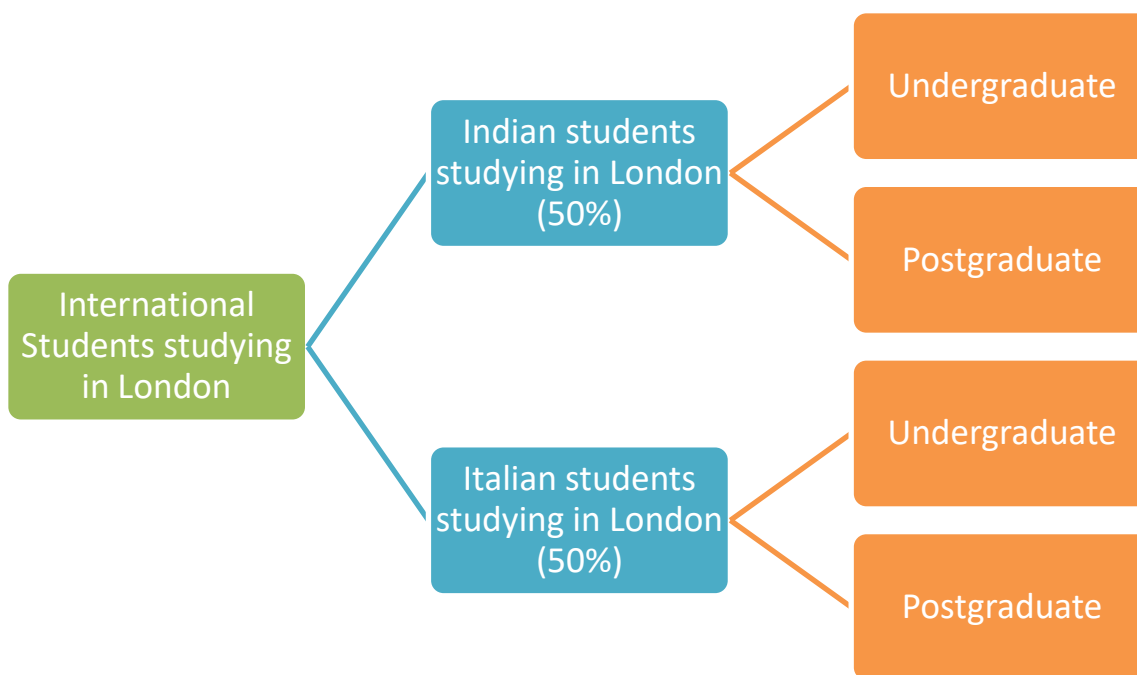 International
Students studying
in London
Indian students
studying in London
(50%)
Undergraduate
Postgraduate
Italian students
studying in London
(50%)
Undergraduate
Postgraduate